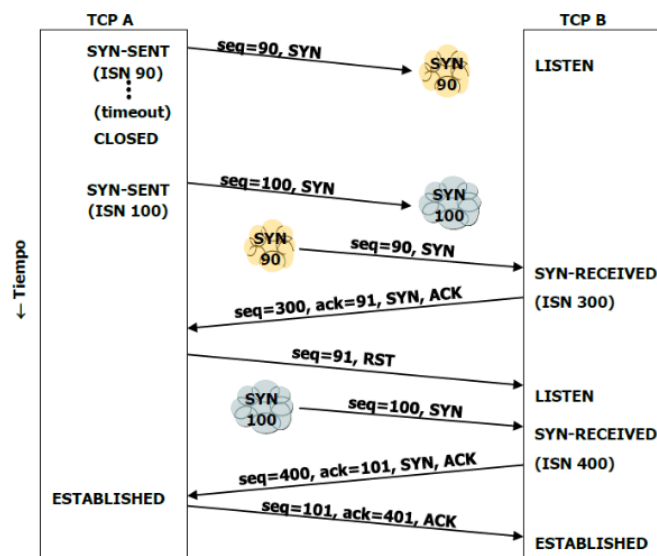 TCP A
TCP B
seq=90, SYN
SYN-SENT
(ISN 90)
SYN
90
LISTEN
(timeout)
CLOSED
seq=100, SYN
SYN-SENT
(ISN 100)
SYN
100
SYN
90
seq=90, SYN
SYN-RECEIVED
(ISN 300)
← Tiempo
seq=300, ack=91, SYN, ACK
seq=91, RST
LISTEN
SYN
100
seq=100, SYN
SYN-RECEIVED
(ISN 400)
seq=400, ack=101, SYN, ACK
ESTABLISHED
seq=101, ack=401, ACK
ESTABLISHED